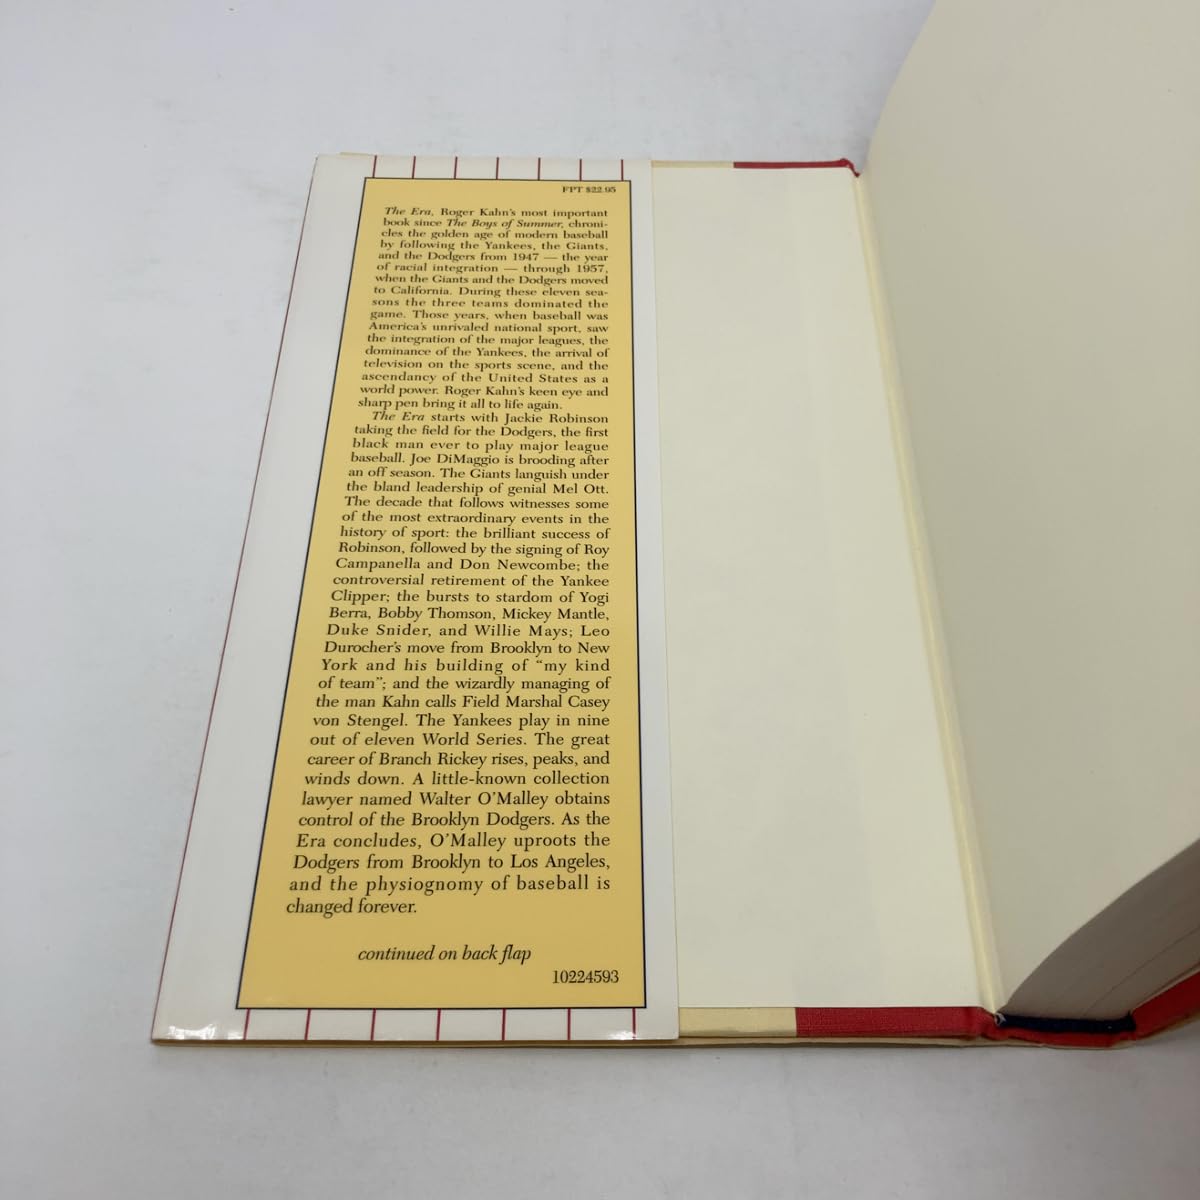 FPT $22.95
The Era, Roger Kahn's most important
book since The Boys of Summer, chroni-
cles the golden age of modern baseball
by following the Yankees, the Giants,
and the Dodgers from 1947 — the year
of racial integration — through 1957,
when the Giants and the Dodgers moved
to California. During these eleven sea-
sons the three teams dominated the
game. Those years, when baseball was
America's unrivaled national sport, saw
the integration of the major leagues, the
dominance of the Yankees, the arrival of
television on the sports scene, and the
ascendancy of the United States as a
world power. Roger Kahn's keen eye and
sharp pen bring it all to life again.
The Era starts with Jackie Robinson
taking the field for the Dodgers, the first
black man ever to play major league
baseball. Joe DiMaggio is brooding after
an off season. The Giants languish under
the bland leadership of genial Mel Ott.
The decade that follows witnesses some
of the most extraordinary events in the
history of sport: the brilliant success of
Robinson, followed by the signing of Roy
Campanella and Don Newcombe; the
controversial retirement of the Yankee
Clipper; the bursts to stardom of Yogi
Berra, Bobby Thomson, Mickey Mantle,
Duke Snider, and Willie Mays; Leo
Durocher's move from Brooklyn to New
York and his building of “my kind
of team”; and the wizardly managing of
the man Kahn calls Field Marshal Casey
von Stengel. The Yankees play in nine
out of eleven World Series. The great
career of Branch Rickey rises, peaks, and
winds down. A little-known collection
lawyer named Walter O'Malley obtains
control of the Brooklyn Dodgers. As the
Era concludes, O'Malley uproots the
Dodgers from Brooklyn to Los Angeles,
and the physiognomy of baseball is
changed forever.
continued on back flap
10224593